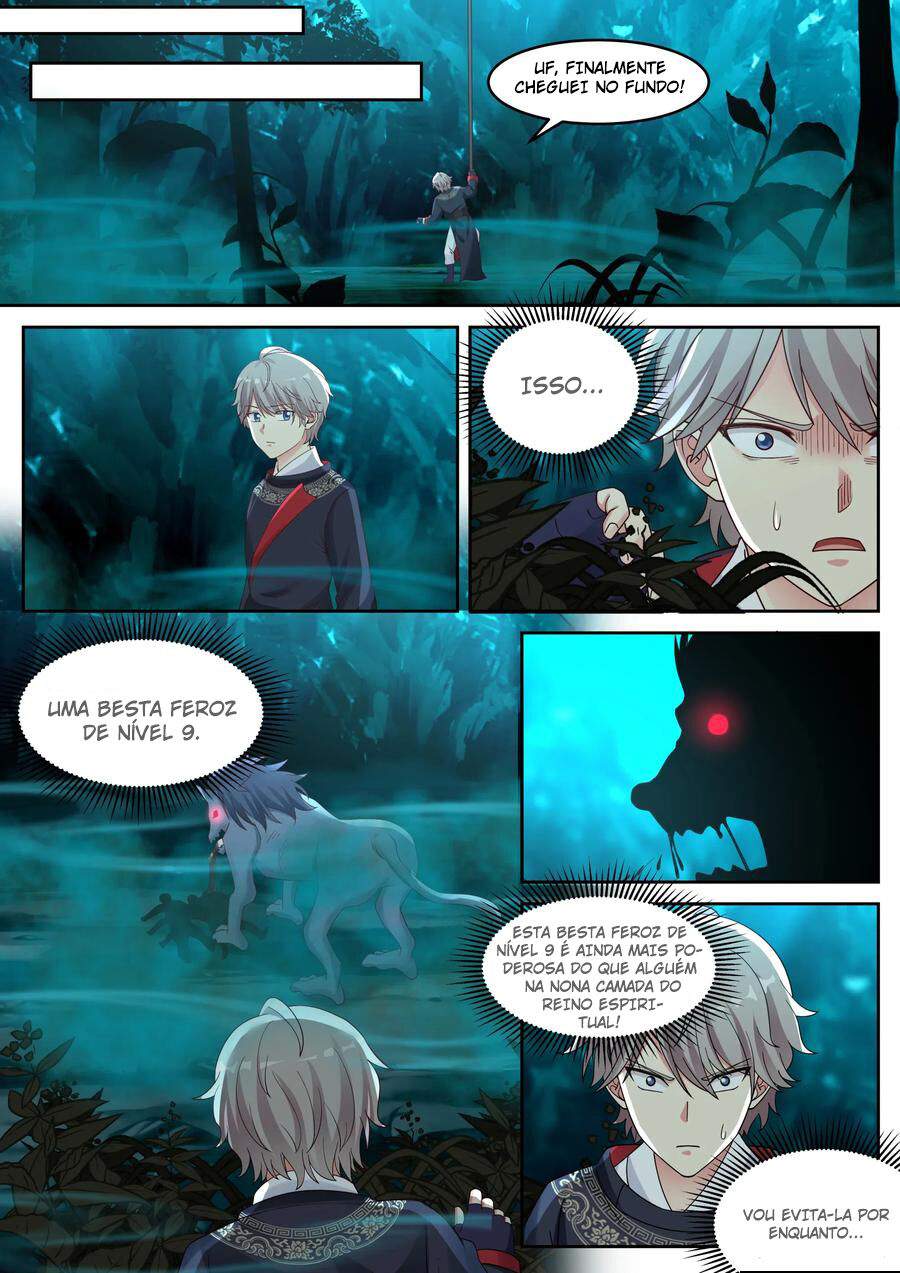 UF, FINALMENTE
CHEGUEI NO FUNDO!
ISSO...
UMA BESTA FEROZ
DE NÍVEL 9.
ESTA BESTA FEROZ DE
NÍVEL 9 É AINDA MAIS PO-
DEROSA DO QUE ALGUÉM
NA NONA CAMADA DO
REINO ESPIRI-
TUAL!
VOU EVITA-LA POR
ENQUANTO...